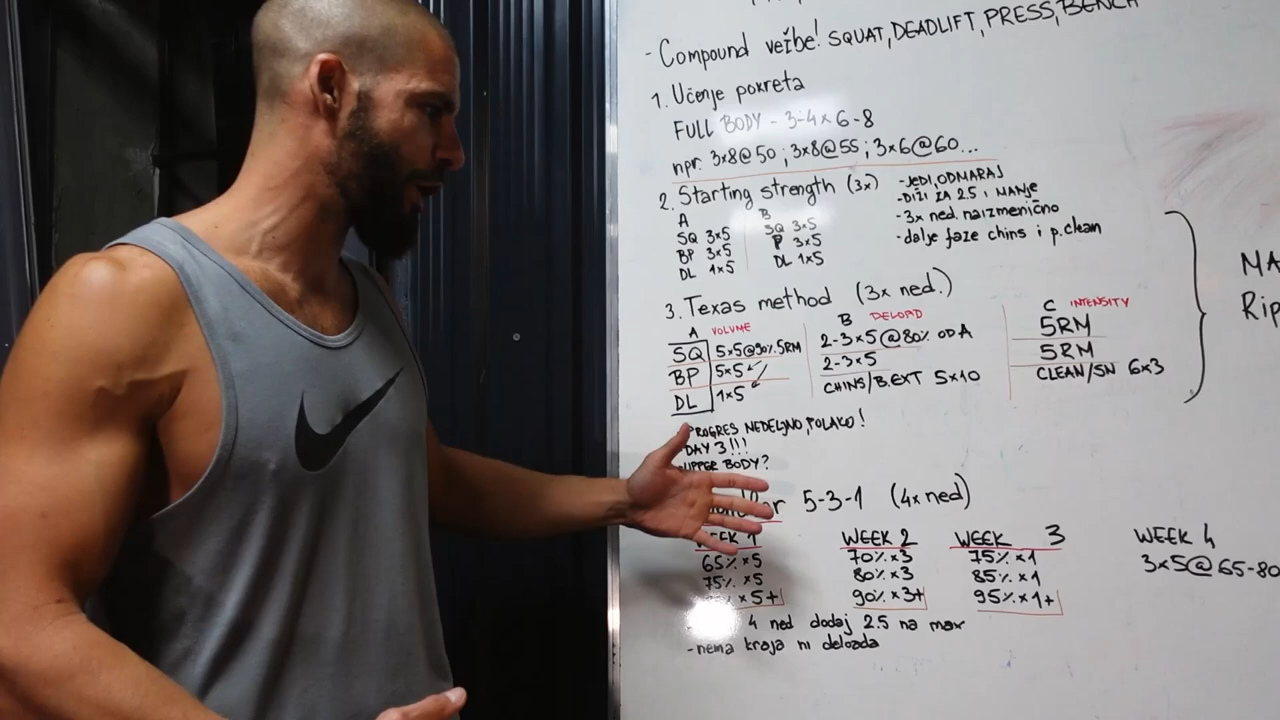 - Compound vežbe! SQUAT, DEADLIFT, PRESS, BENCH
1. Učenje pokreta
FULL BODY - 3-4x6-8
npr. 3x8@50 ; 3x8@55 ; 3x6@60...
2. Starting strength (3x)
A
SQ 3x5
BP 3x5
DL 1x5
B
SQ 3x5
P 3x5
DL 1x5
- JEDI, ODMARAJ
- DIŽI ZA 2.5 I MANJE
- 3x ned. naizmenično
- dalje faze chins i p.clean
3. Texas method (3x ned.)
A VOLUME
SQ 5x5@90% 5RM
BP 5x5
DL 1x5
B DELOAD
2-3x5@80% OD A
2-3x5
CHINS/B.EXT 5x10
C INTENSITY
5RM
5RM
CLEAN/SN 6x3
MA
Rip
PROGRES NEDELJNO, POLAKO!
DAY 3!!!
UPPER BODY?
5-3-1 (4x ned)
1
65% x5
75% x5
x5+
WEEK 2
70% x3
80% x3
90% x3+
WEEK 3
75% x1
85% x1
95% x1+
WEEK 4
3x5@65-80
4 ned dodaj 2.5 na max
- nema kraja ni deloada